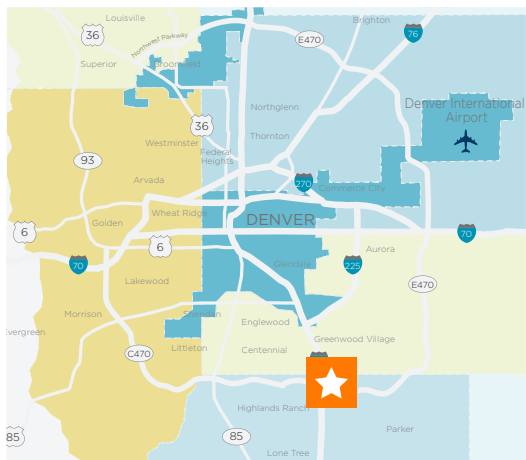 Louisville
Brighton
36
Northwest Parkway
E470
76
Superior
Broomfield
Denver International
Airport
Northglenn
36
Thornton
Westminster
Federal
Heights
93
Arvada
270
Commerce City
Wheat Ridge
Golden
DENVER
6
6
70
Aurora
70
Glendale
225
Lakewood
E470
Morrison
Sheridan
Englewood
Evergreen
Greenwood Village
C470
Littleton
Centennial
Highlands Ranch
85
85
Parker
Lone Tree